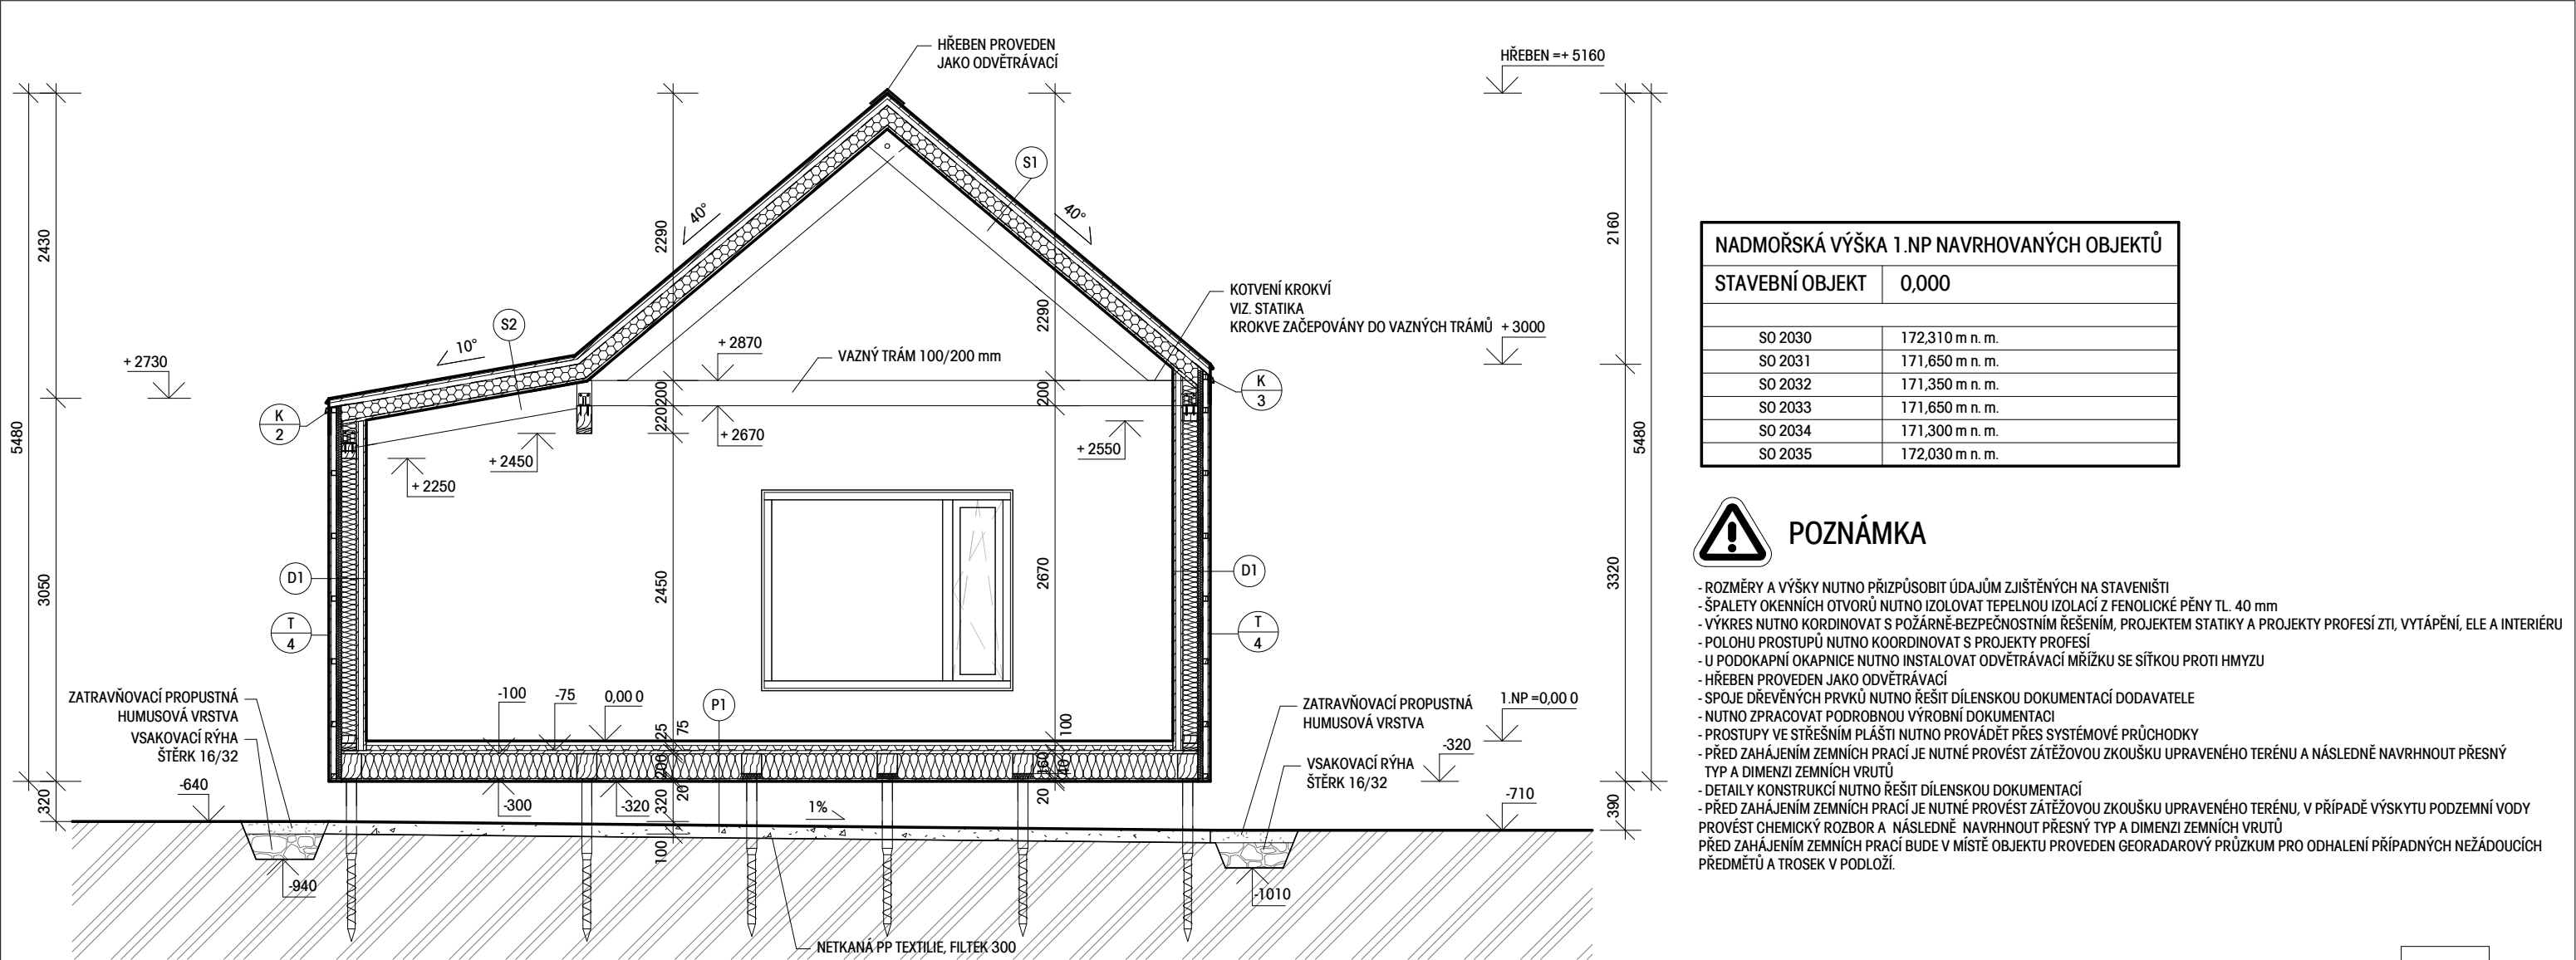 HŘEBEN PROVEDEN
JAKO ODVĚTRÁVACÍ
HŘEBEN =+ 5160
S1
40°
40°
2430
2290
2160
5480
KOTVENÍ KROKVÍ
VIZ. STATIKA
KROKVE ZAČEPOVÁNY DO VAZNÝCH TRÁMŮ
+ 3000
2290
S2
10°
+ 2730
+ 2870
VAZNÝ TRÁM 100/200 mm
K
2
K
3
200
220
200
+ 2670
+ 2450
+ 2550
+ 2250
5480
3050
2450
2670
3320
D1
D1
T
4
T
4
ZATRAVŇOVACÍ PROPUSTNÁ
HUMUSOVÁ VRSTVA
VSAKOVACÍ RÝHA
ŠTĚRK 16/32
-100
-75
0,00 0
P1
25
75
100
ZATRAVŇOVACÍ PROPUSTNÁ
HUMUSOVÁ VRSTVA
VSAKOVACÍ RÝHA
ŠTĚRK 16/32
1.NP =0,00 0
-320
-640
320
-300
-320
320
200
20
160
40
20
1%
-710
390
100
-940
-1010
NETKANÁ PP TEXTILIE, FILTEK 300
NADMOŘSKÁ VÝŠKA 1.NP NAVRHOVANÝCH OBJEKTŮ
STAVEBNÍ OBJEKT 0,000
SO 2030 172,310 m n. m.
SO 2031 171,650 m n. m.
SO 2032 171,350 m n. m.
SO 2033 171,650 m n. m.
SO 2034 171,300 m n. m.
SO 2035 172,030 m n. m.
POZNÁMKA
- ROZMĚRY A VÝŠKY NUTNO PŘIZPŮSOBIT ÚDAJŮM ZJIŠTĚNÝCH NA STAVENIŠTI
- ŠPALETY OKENNÍCH OTVORŮ NUTNO IZOLOVAT TEPELNOU IZOLACÍ Z FENOLICKÉ PĚNY TL. 40 mm
- VÝKRES NUTNO KORDINOVAT S POŽÁRNĚ-BEZPEČNOSTNÍM ŘEŠENÍM, PROJEKTEM STATIKY A PROJEKTY PROFESÍ ZTI, VYTÁPĚNÍ, ELE A INTERIÉRU
- POLOHU PROSTUPŮ NUTNO KOORDINOVAT S PROJEKTY PROFESÍ
- U PODOKAPNÍ OKAPNICE NUTNO INSTALOVAT ODVĚTRÁVACÍ MŘÍŽKU SE SÍŤKOU PROTI HMYZU
- HŘEBEN PROVEDEN JAKO ODVĚTRÁVACÍ
- SPOJE DŘEVĚNÝCH PRVKŮ NUTNO ŘEŠIT DÍLENSKOU DOKUMENTACÍ DODAVATELE
- NUTNO ZPRACOVAT PODROBNOU VÝROBNÍ DOKUMENTACI
- PROSTUPY VE STŘEŠNÍM PLÁŠTI NUTNO PROVÁDĚT PŘES SYSTÉMOVÉ PRŮCHODKY
- PŘED ZAHÁJENÍM ZEMNÍCH PRACÍ JE NUTNÉ PROVÉST ZÁTĚŽOVOU ZKOUŠKU UPRAVENÉHO TERÉNU A NÁSLEDNĚ NAVRHNOUT PŘESNÝ
TYP A DIMENZI ZEMNÍCH VRUTŮ
- DETAILY KONSTRUKCÍ NUTNO ŘEŠIT DÍLENSKOU DOKUMENTACÍ
- PŘED ZAHÁJENÍM ZEMNÍCH PRACÍ JE NUTNÉ PROVÉST ZÁTĚŽOVOU ZKOUŠKU UPRAVENÉHO TERÉNU, V PŘÍPADĚ VÝSKYTU PODZEMNÍ VODY
PROVÉST CHEMICKÝ ROZBOR A NÁSLEDNĚ NAVRHNOUT PŘESNÝ TYP A DIMENZI ZEMNÍCH VRUTŮ
PŘED ZAHÁJENÍM ZEMNÍCH PRACÍ BUDE V MÍSTĚ OBJEKTU PROVEDEN GEORADAROVÝ PRŮZKUM PRO ODHALENÍ PŘÍPADNÝCH NEŽÁDOUCÍCH
PŘEDMĚTŮ A TROSEK V PODLOŽÍ.